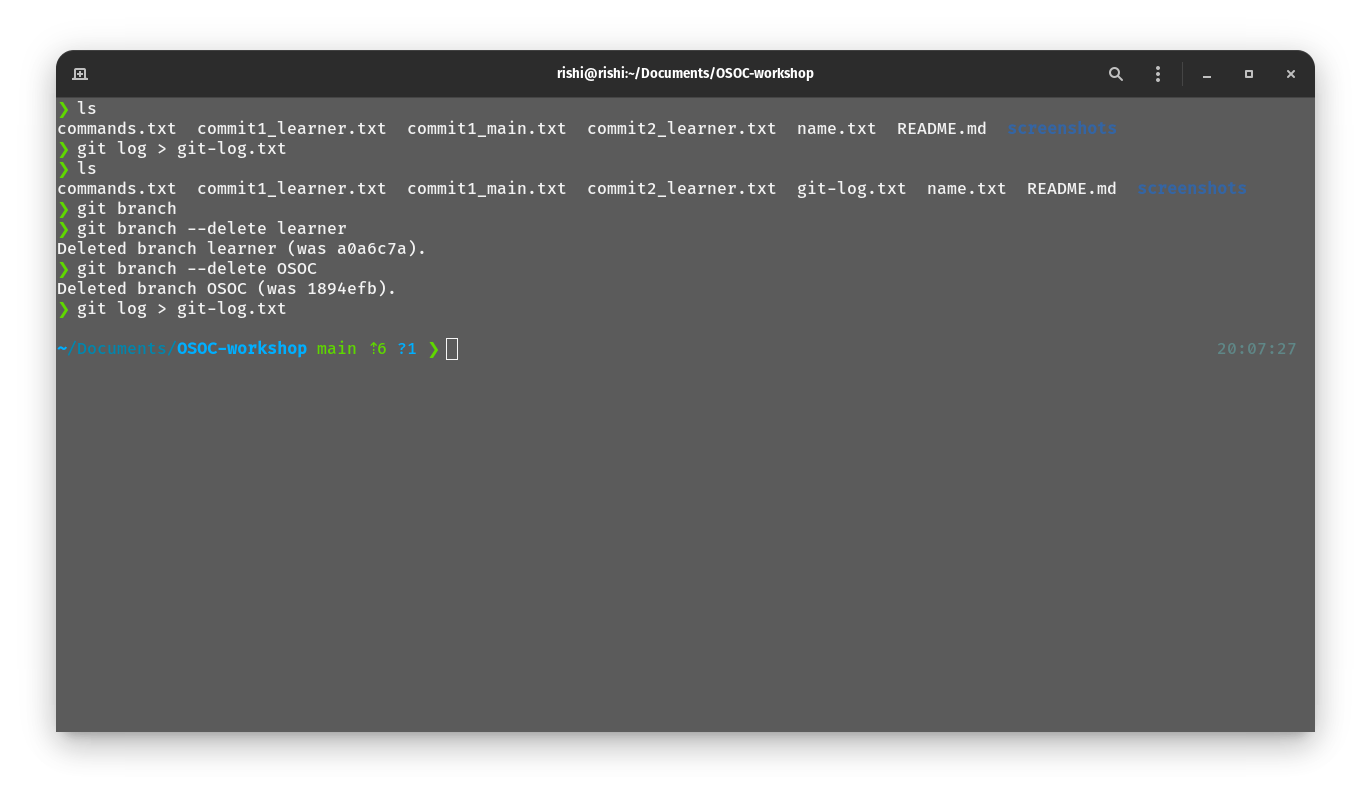 rishi@rishi:~/Documents/OSOC-workshop
❯ ls
commands.txt  commit1_learner.txt  commit1_main.txt  commit2_learner.txt  name.txt  README.md  screenshots
❯ git log > git-log.txt
❯ ls
commands.txt  commit1_learner.txt  commit1_main.txt  commit2_learner.txt  git-log.txt  name.txt  README.md  screenshots
❯ git branch
❯ git branch --delete learner
Deleted branch learner (was a0a6c7a).
❯ git branch --delete OSOC
Deleted branch OSOC (was 1894efb).
❯ git log > git-log.txt
~/Documents/OSOC-workshop main ⇡6 ?1 ❯ 20:07:27